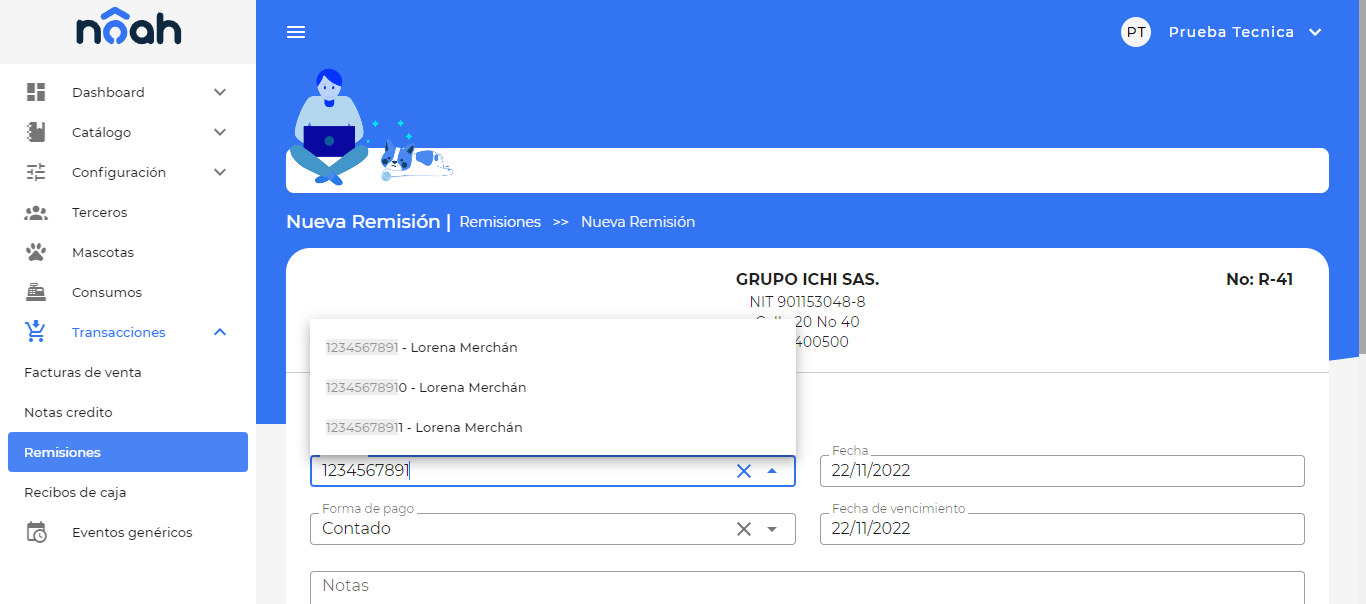 nôah
PT Prueba Tecnica
Dashboard
Catálogo
Configuración
Terceros
Mascotas
Consumos
Transacciones
Facturas de venta
Notas credito
Remisiones
Recibos de caja
Eventos genéricos
Nueva Remisión | Remisiones >> Nueva Remisión
GRUPO ICHI SAS.
No: R-41
NIT 901153048-8
20 No 40
400500
1234567891 - Lorena Merchán
12345678910 - Lorena Merchán
12345678911 - Lorena Merchán
1234567891
Fecha
22/11/2022
Forma de pago
Contado
Fecha de vencimiento
22/11/2022
Notas